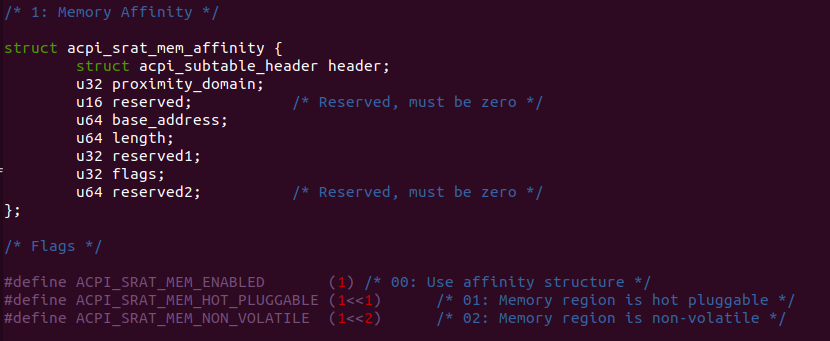 /* 1: Memory Affinity */
struct acpi_srat_mem_affinity {
        struct acpi_subtable_header header;
        u32 proximity_domain;
        u16 reserved;           /* Reserved, must be zero */
        u64 base_address;
        u64 length;
        u32 reserved1;
        u32 flags;
        u64 reserved2;          /* Reserved, must be zero */
};
/* Flags */
#define ACPI_SRAT_MEM_ENABLED       (1) /* 00: Use affinity structure */
#define ACPI_SRAT_MEM_HOT_PLUGGABLE (1<<1)      /* 01: Memory region is hot pluggable */
#define ACPI_SRAT_MEM_NON_VOLATILE  (1<<2)      /* 02: Memory region is non-volatile */